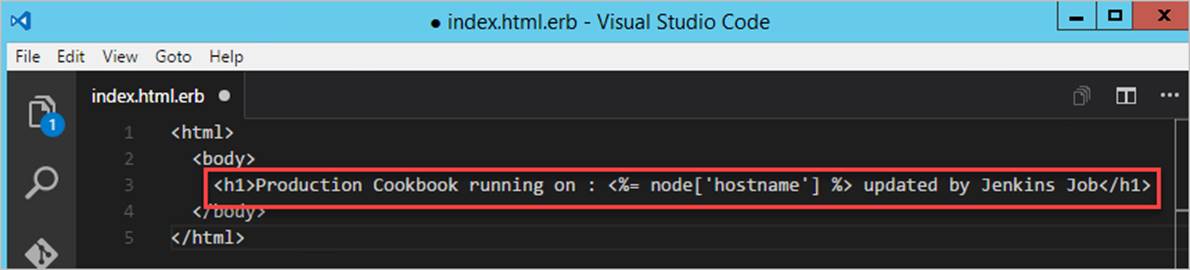 ● index.html.erb - Visual Studio Code
File Edit View Goto Help
index.html.erb ●
1
1 <html>
2 <body>
3 <h1>Production Cookbook running on : <%= node['hostname'] %> updated by Jenkins Job</h1>
4 </body>
5 </html>